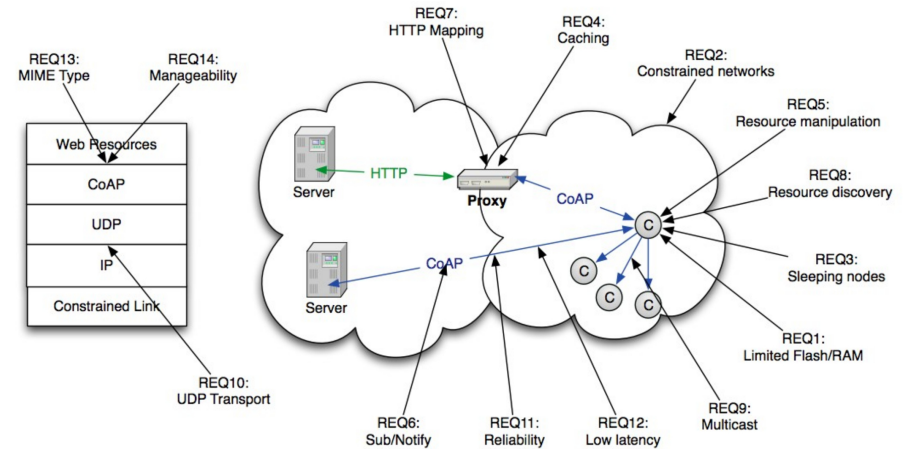 REQ7:
HTTP Mapping
REQ4:
Caching
REQ13:
MIME Type
REQ14:
Manageability
REQ2:
Constrained networks
REQ5:
Resource manipulation
Web Resources
CoAP
UDP
IP
Constrained Link
Server
HTTP
Proxy
CoAP
REQ8:
Resource discovery
C
CoAP
Server
C
C
C
REQ3:
Sleeping nodes
REQ1:
Limited Flash/RAM
REQ10:
UDP Transport
REQ6:
Sub/Notify
REQ11:
Reliability
REQ12:
Low latency
REQ9:
Multicast